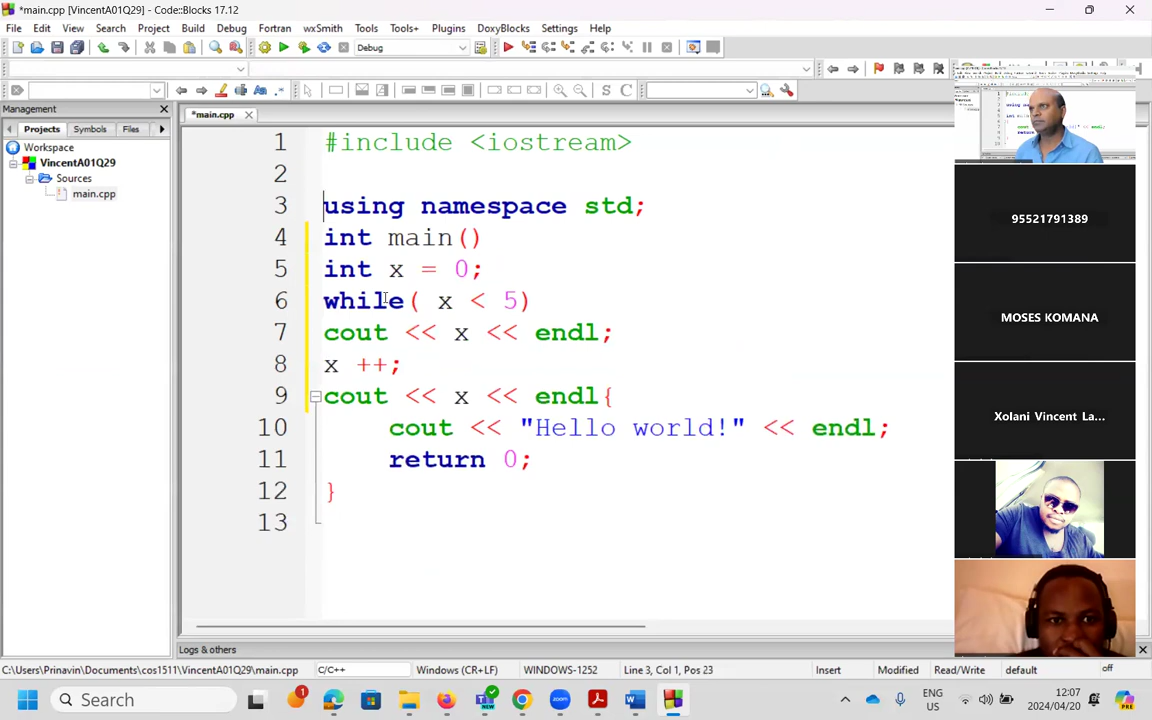 *main.cpp [VincentA01Q29] - Code::Blocks 17.12
File Edit View Search Project Build Debug Fortran wxSmith Tools Tools+ Plugins DoxyBlocks Settings Help
Debug
S C
Management
*main.cpp
Projects Symbols Files
Workspace
VincentA01Q29
Sources
main.cpp
1 #include <iostream>
2
3 using namespace std;
4 int main()
5 int x = 0;
6 while( x < 5)
7 cout << x << endl;
8 x ++;
9 cout << x << endl{
10 cout << "Hello world!" << endl;
11 return 0;
12 }
13
95521791389
MOSES KOMANA
Xolani Vincent La...
Logs & others
C:\Users\Prinavin\Documents\cos1511\VincentA01Q29\main.cpp C/C++ Windows (CR+LF) WINDOWS-1252 Line 3, Col 1, Pos 23 Insert Modified Read/Write default off
Search
1
NEW
ENG
US
12:07
2024/04/20
PRE